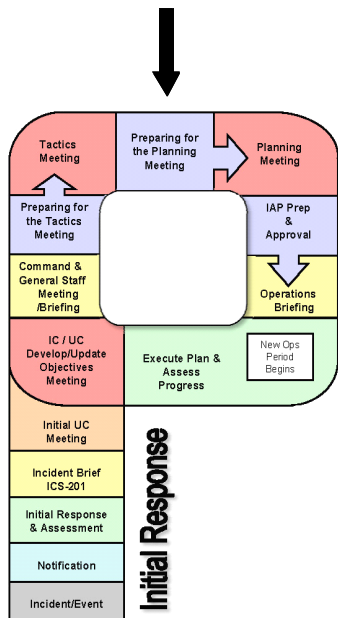 Tactics
Meeting
Preparing for
the Planning
Meeting
Planning
Meeting
Preparing for
the Tactics
Meeting
IAP Prep
&
Approval
Command &
General Staff
Meeting
/Briefing
Operations
Briefing
IC / UC
Develop/Update
Objectives
Meeting
Execute Plan &
Assess
Progress
New Ops
Period
Begins
Initial UC
Meeting
Incident Brief
ICS-201
Initial Response
& Assessment
Notification
Incident/Event
Initial Response